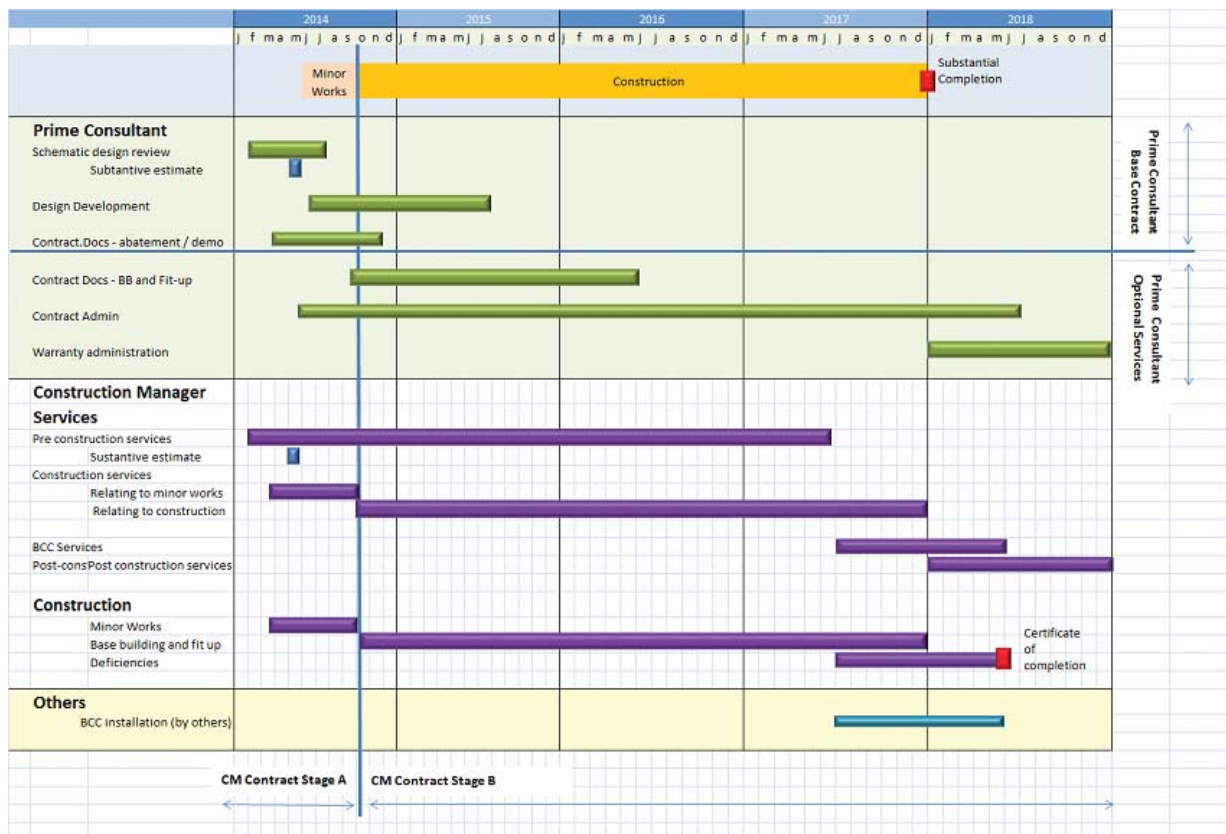 2014 2015 2016 2017 2018
j f m a m j j a s o n d j f m a m j j a s o n d j f m a m j j a s o n d j f m a m j j a s o n d j f m a m j j a s o n d
Minor
Works
Construction
Substantial
Completion
Prime Consultant
Schematic design review
Subtantive estimate
Design Development
Contract.Docs - abatement / demo
Prime Consultant
Base Contract
Contract Docs - BB and Fit-up
Contract Admin
Warranty administration
Prime Consultant
Optional Services
Construction Manager
Services
Pre construction services
Sustantive estimate
Construction services
Relating to minor works
Relating to construction
BCC Services
Post-consPost construction services
Construction
Minor Works
Base building and fit up
Deficiencies
Certificate
of
completion
Others
BCC installation (by others)
CM Contract Stage A
CM Contract Stage B